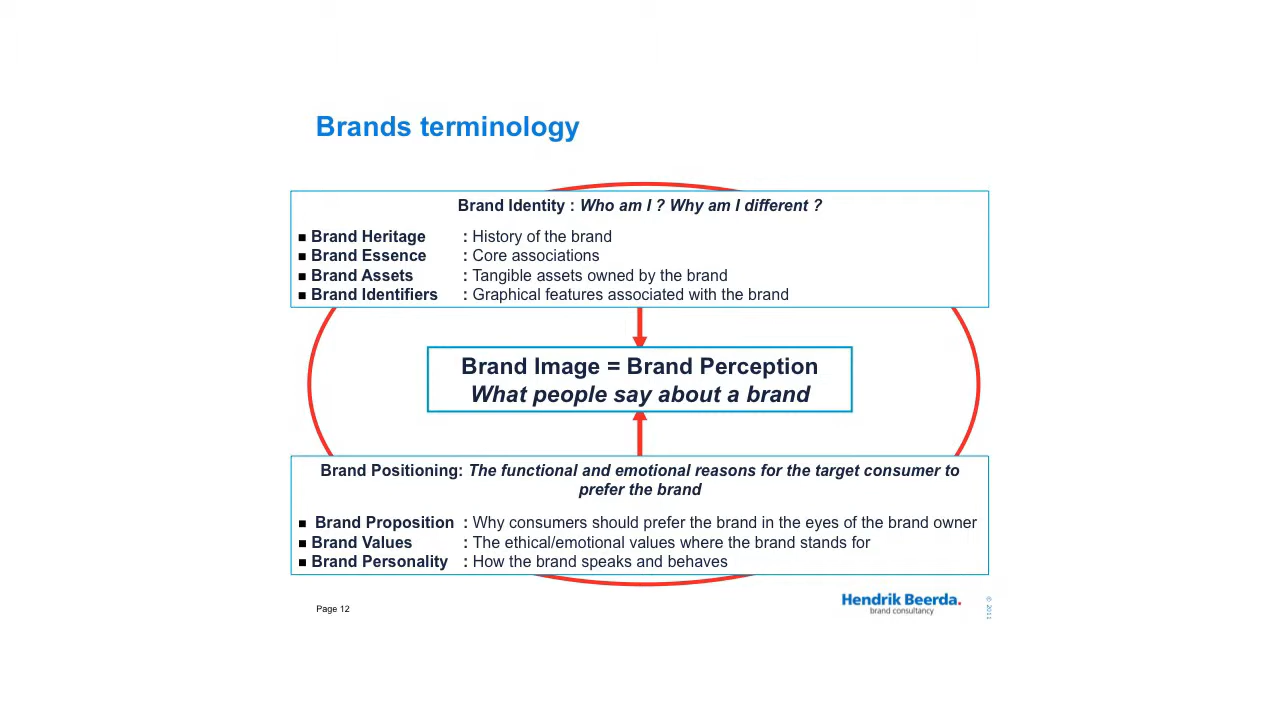 Brands terminology
Brand Identity : Who am I ? Why am I different ?
■ Brand Heritage : History of the brand
■ Brand Essence : Core associations
■ Brand Assets : Tangible assets owned by the brand
■ Brand Identifiers : Graphical features associated with the brand
Brand Image = Brand Perception
What people say about a brand
Brand Positioning: The functional and emotional reasons for the target consumer to
prefer the brand
■ Brand Proposition : Why consumers should prefer the brand in the eyes of the brand owner
■ Brand Values : The ethical/emotional values where the brand stands for
■ Brand Personality : How the brand speaks and behaves
Page 12
Hendrik Beerda.
brand consultancy
© 2011